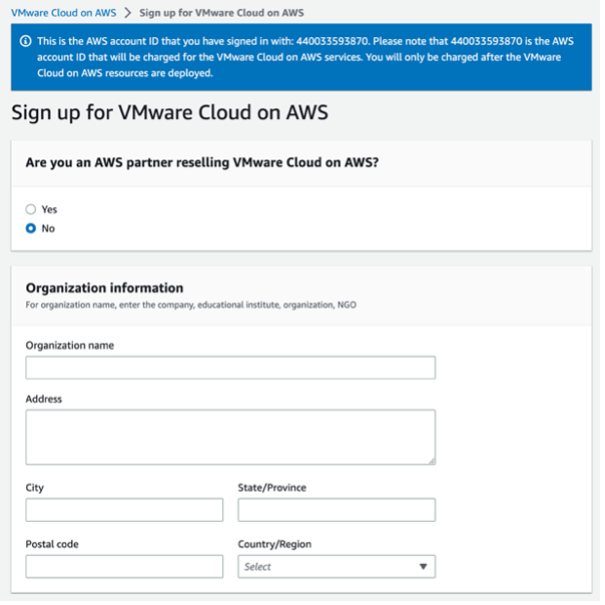 VMware Cloud on AWS > Sign up for VMware Cloud on AWS
This is the AWS account ID that you have signed in with: 440033593870. Please note that 440033593870 is the AWS
account ID that will be charged for the VMware Cloud on AWS services. You will only be charged after the VMware
Cloud on AWS resources are deployed.
Sign up for VMware Cloud on AWS
Are you an AWS partner reselling VMware Cloud on AWS?
Yes
No
Organization information
For organization name, enter the company, educational institute, organization, NGO
Organization name
Address
City State/Province
Postal code Country/Region
Select